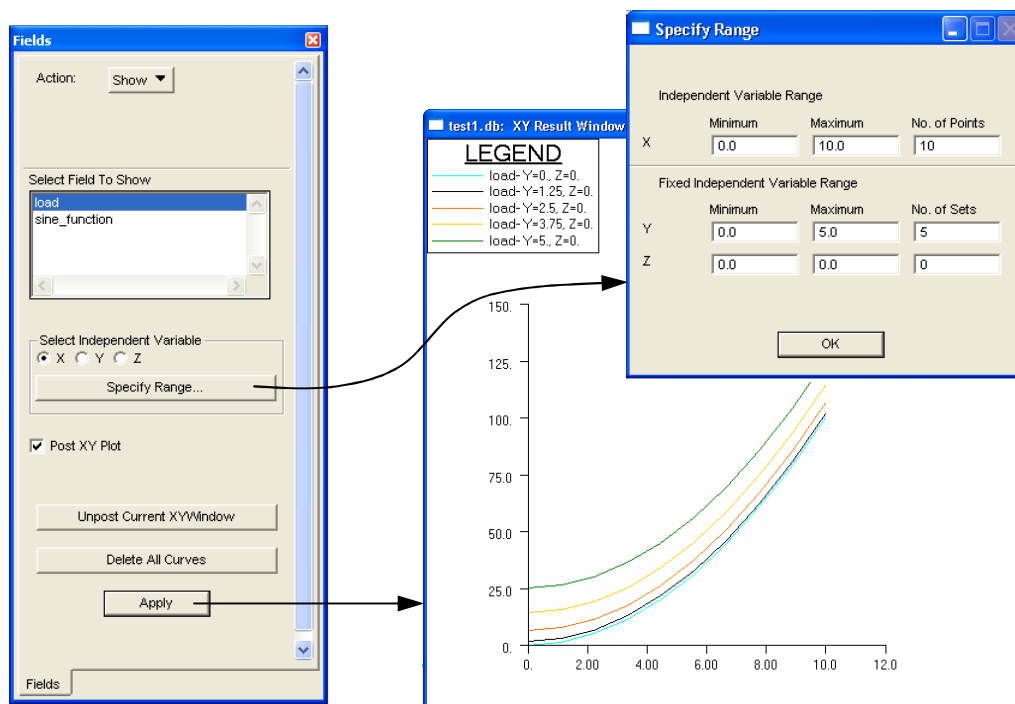 Fields
Action:
Show
Select Field To Show
load
sine_function
Select Independent Variable
X Y Z
Specify Range...
Post XY Plot
Unpost Current XYWindow
Delete All Curves
Apply
Fields
test1.db: XY Result Window
LEGEND
load-Y=0., Z=0.
load-Y=1.25, Z=0.
load-Y=2.5, Z=0.
load-Y=3.75, Z=0.
load-Y=5., Z=0.
150.
125.
100.
75.0
50.0
25.0
0.
0. 2.00 4.00 6.00 8.00 10.0 12.0
Specify Range
Independent Variable Range
Minimum Maximum No. of Points
X 0.0 10.0 10
Fixed Independent Variable Range
Minimum Maximum No. of Sets
Y 0.0 5.0 5
Z 0.0 0.0 0
OK